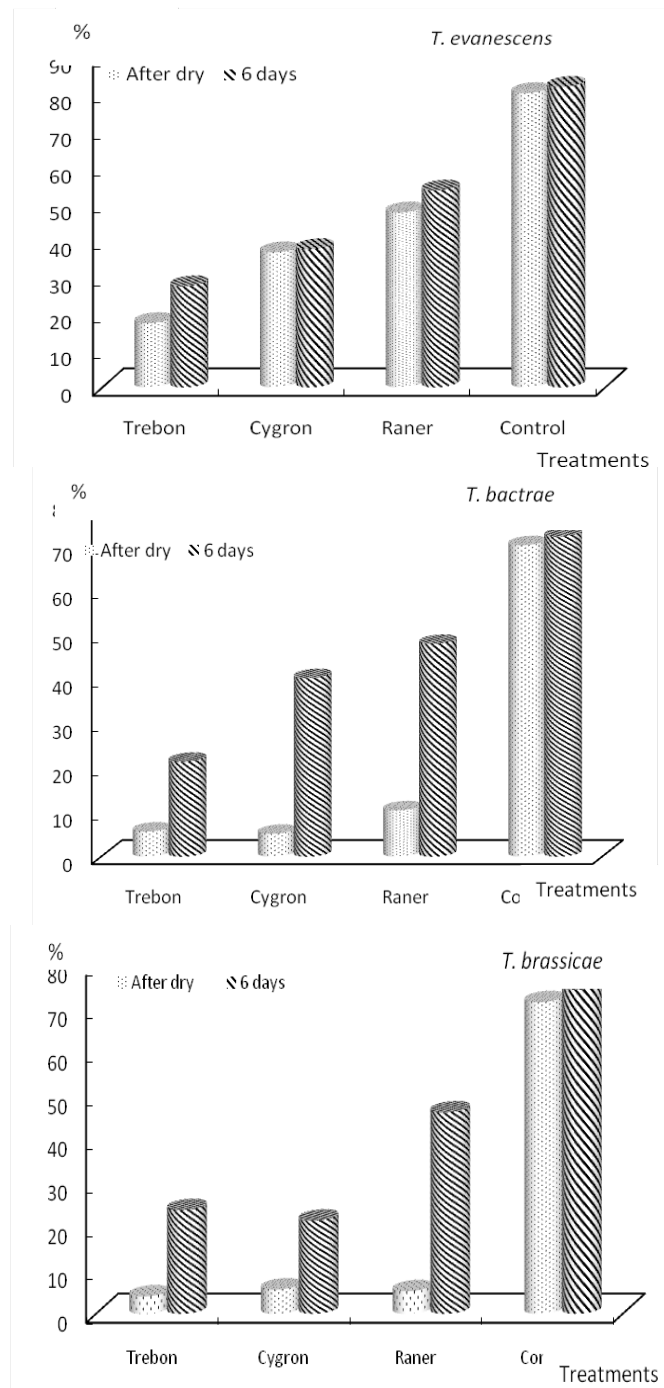 %
T. evanescens
90
After dry 6 days
80
70
60
50
40
30
20
10
0
Trebon Cygron Raner Control
Treatments
%
T. bactrae
70
After dry 6 days
60
50
40
30
20
10
0
Trebon Cygron Raner Co
Treatments
%
T. brassicae
80
After dry 6 days
70
60
50
40
30
20
10
0
Trebon Cygron Raner Cor
Treatments